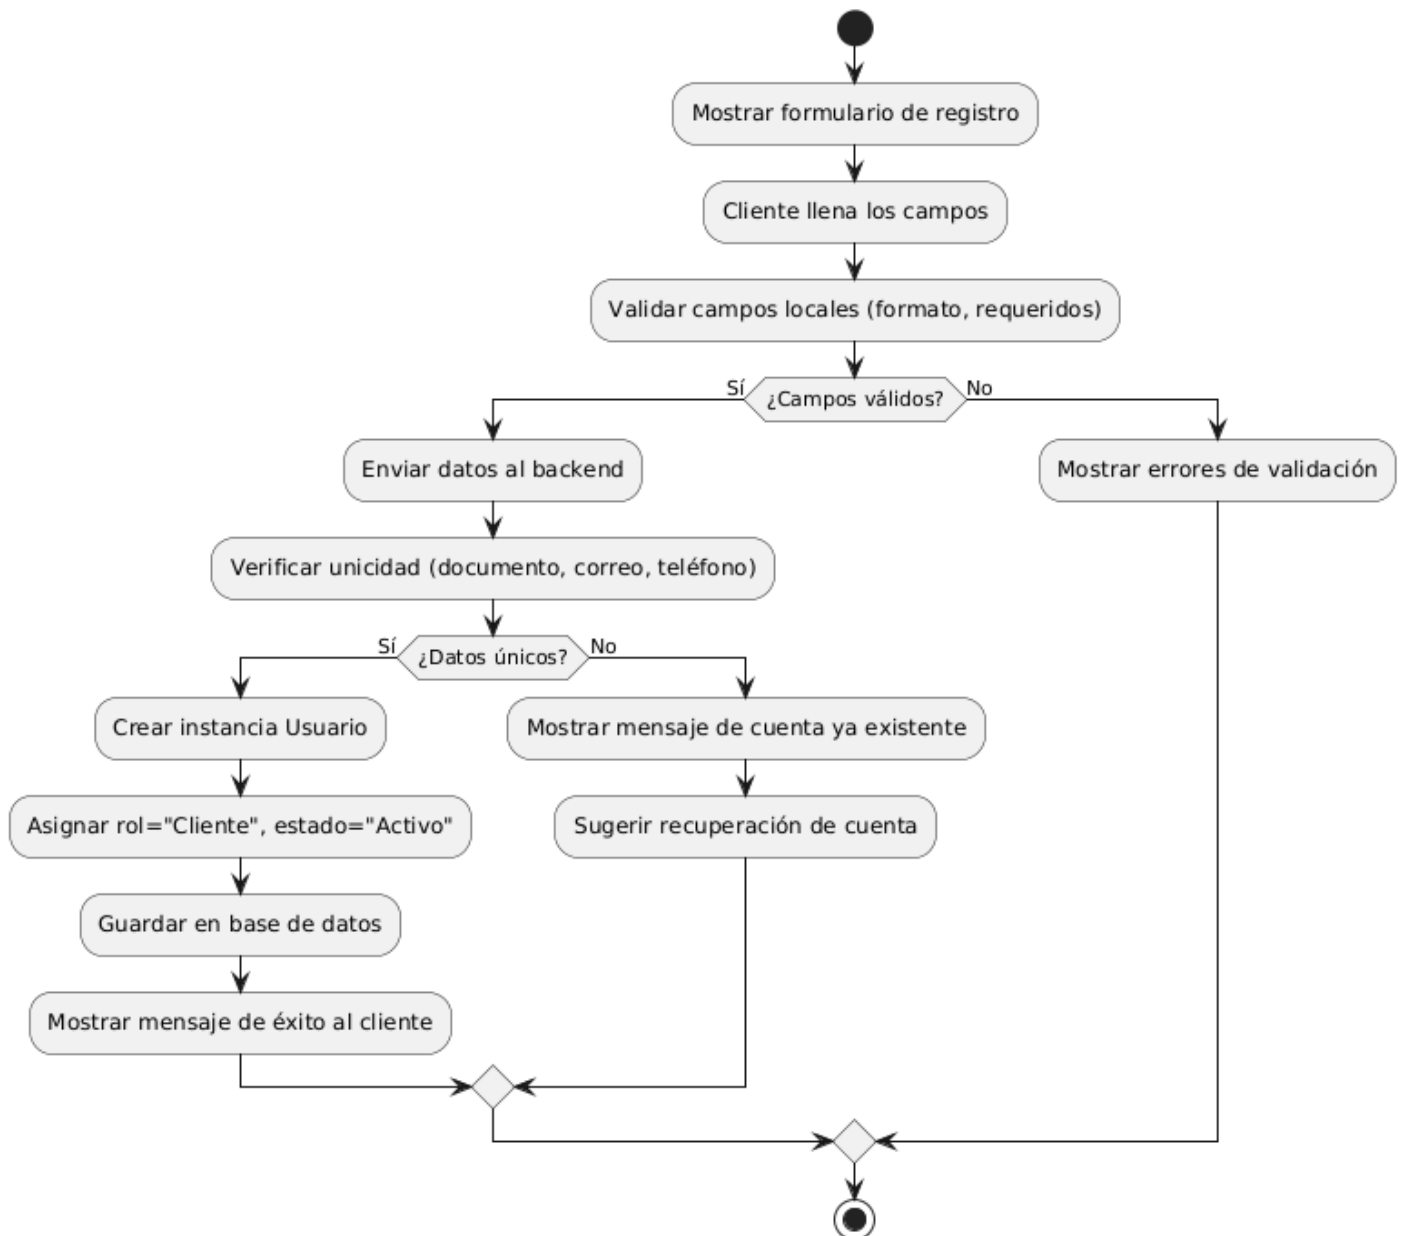 Mostrar formulario de registro
Cliente llena los campos
Validar campos locales (formato, requeridos)
Sí
¿Campos válidos?
No
Enviar datos al backend
Mostrar errores de validación
Verificar unicidad (documento, correo, teléfono)
Sí
¿Datos únicos?
No
Crear instancia Usuario
Mostrar mensaje de cuenta ya existente
Asignar rol="Cliente", estado="Activo"
Sugerir recuperación de cuenta
Guardar en base de datos
Mostrar mensaje de éxito al cliente